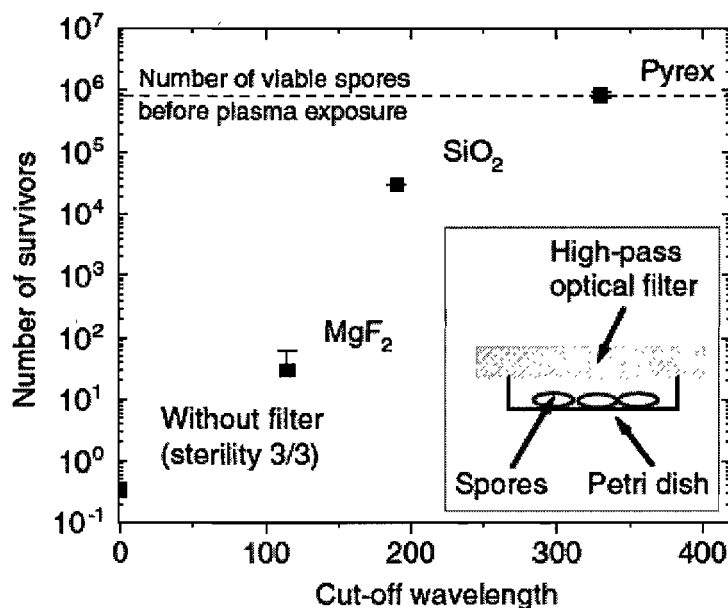 10⁷
10⁶
10⁵
10⁴
10³
10²
10¹
10⁰
10⁻¹
Number of survivors
Number of viable spores
before plasma exposure
Pyrex
SiO₂
MgF₂
Without filter
(sterility 3/3)
High-pass
optical filter
Spores
Petri dish
0
100
200
300
400
Cut-off wavelength